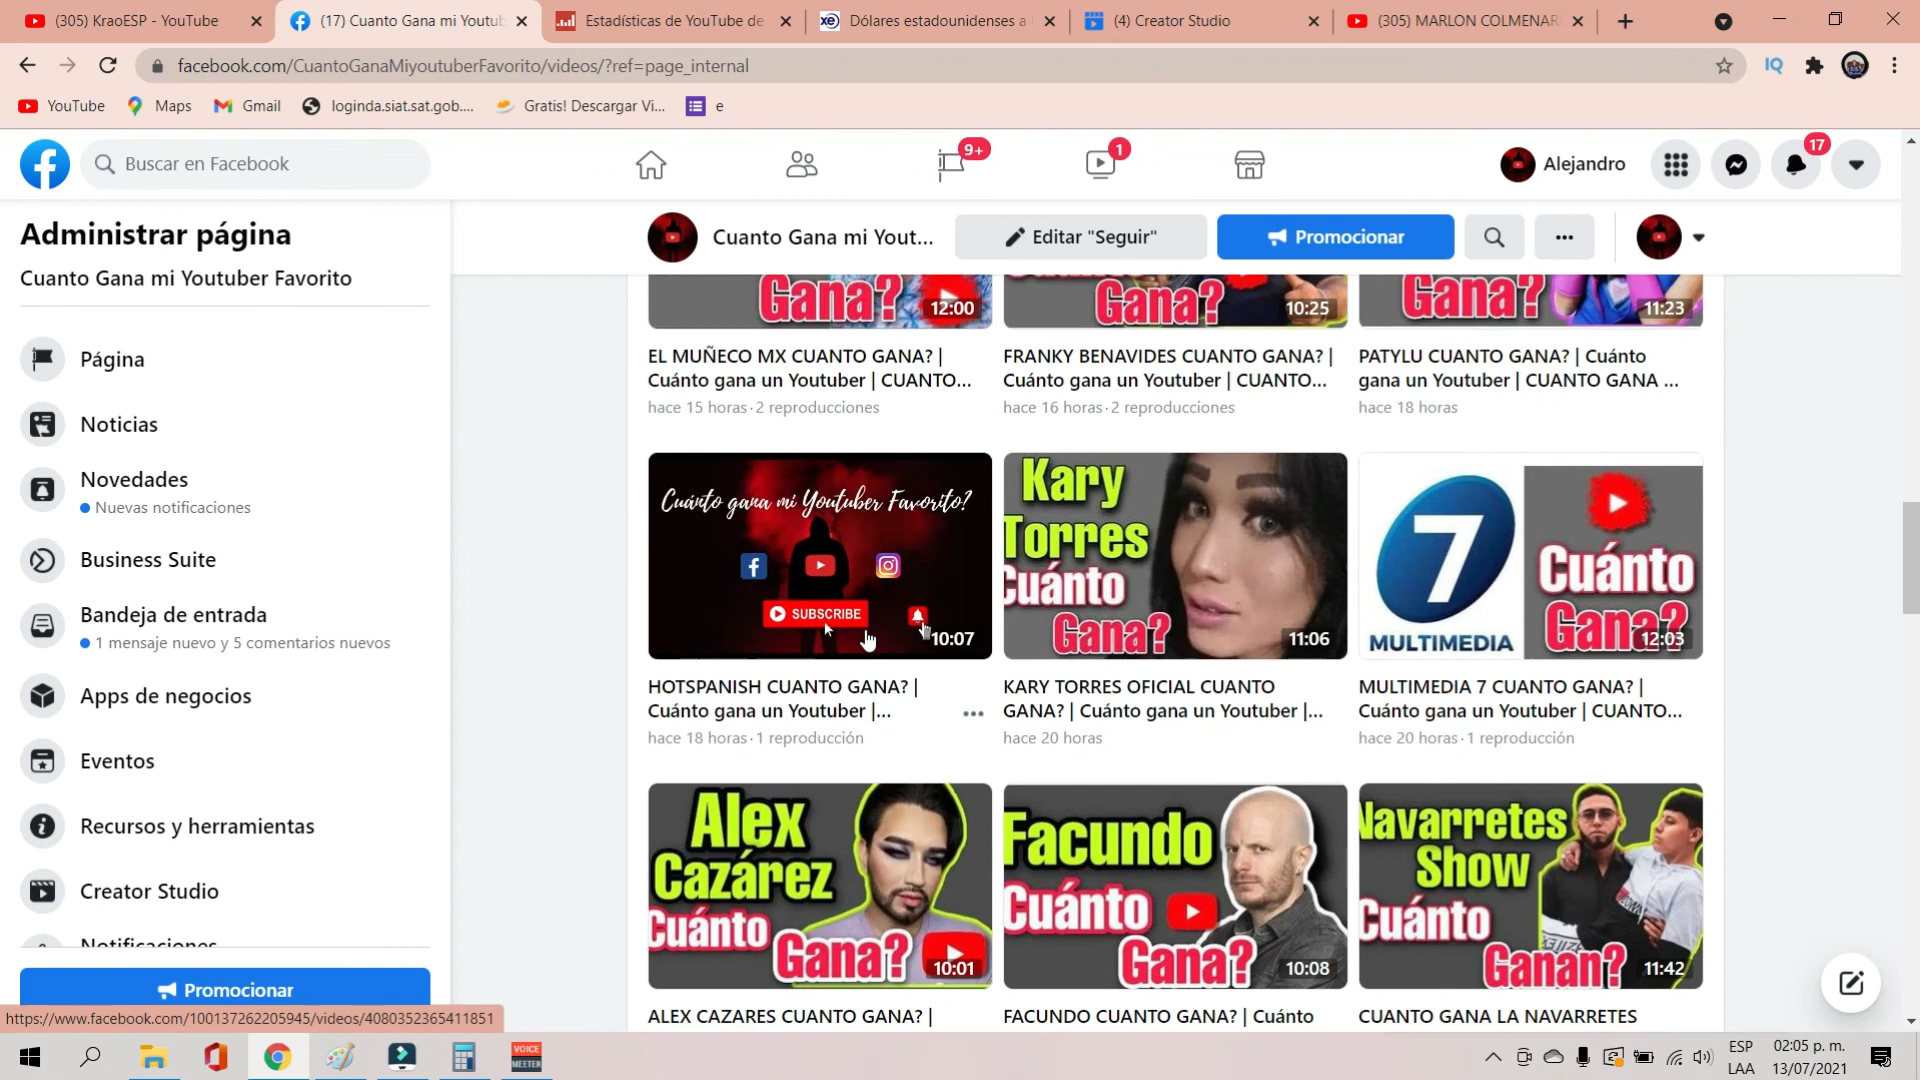 (305) KraoESP - YouTube
(17) Cuanto Gana mi Youtub
Estadísticas de YouTube de
Dólares estadounidenses a
(4) Creator Studio
(305) MARLON COLMENAR
facebook.com/CuantoGanaMiyoutuberFavorito/videos/?ref=page_internal
YouTube
Maps
Gmail
loginda.siat.sat.gob....
Gratis! Descargar Vi...
e
Buscar en Facebook
9+
1
Alejandro
17
Administrar página
Cuanto Gana mi Youtuber Favorito
Cuanto Gana mi Yout...
Editar "Seguir"
Promocionar
Página
Noticias
Novedades
Nuevas notificaciones
Business Suite
Bandeja de entrada
1 mensaje nuevo y 5 comentarios nuevos
Apps de negocios
Eventos
Recursos y herramientas
Creator Studio
Notificaciones
Promocionar
Gana?
12:00
Gana?
10:25
Gana?
11:23
EL MUÑECO MX CUANTO GANA? |
Cuánto gana un Youtuber | CUANTO...
hace 15 horas · 2 reproducciones
FRANKY BENAVIDES CUANTO GANA? |
Cuánto gana un Youtuber | CUANTO...
hace 16 horas · 2 reproducciones
PATYLU CUANTO GANA? | Cuánto
gana un Youtuber | CUANTO GANA ...
hace 18 horas
Cuánto gana mi Youtuber Favorito?
SUBSCRIBE
10:07
Kary
Torres
Cuánto
Gana?
11:06
7
MULTIMEDIA
Cuánto
Gana?
12:03
HOTSPANISH CUANTO GANA? |
Cuánto gana un Youtuber |...
hace 18 horas · 1 reproducción
KARY TORRES OFICIAL CUANTO
GANA? | Cuánto gana un Youtuber |...
hace 20 horas
MULTIMEDIA 7 CUANTO GANA? |
Cuánto gana un Youtuber | CUANTO...
hace 20 horas · 1 reproducción
Alex
Cazárez
Cuánto
Gana?
10:01
Facundo
Cuánto
Gana?
10:08
Navarretes
Show
Cuánto
Ganan?
11:42
ALEX CAZARES CUANTO GANA? |
FACUNDO CUANTO GANA? | Cuánto
CUANTO GANA LA NAVARRETES
https://www.facebook.com/100137262205945/videos/4080352365411851
VOICE
MEETER
ESP
LAA
02:05 p. m.
13/07/2021